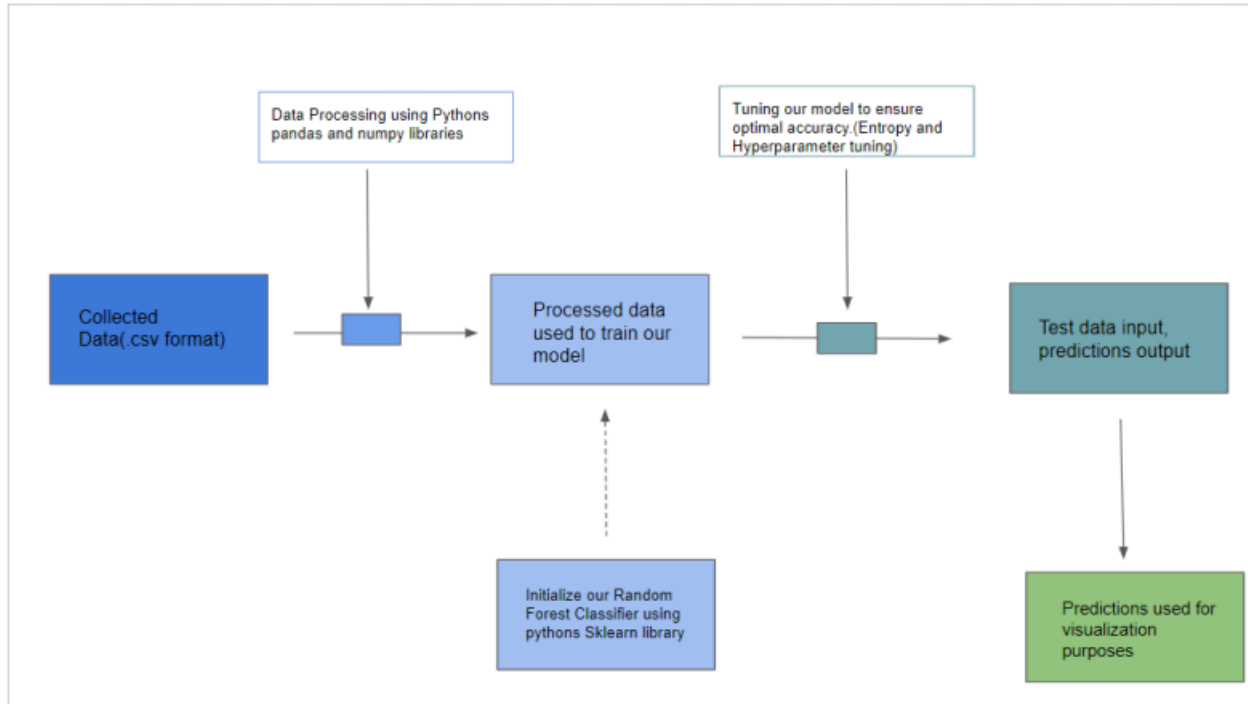 Data Processing using Pythons
pandas and numpy libraries
Tuning our model to ensure
optimal accuracy.(Entropy and
Hyperparameter tuning)
Collected
Data(.csv format)
Processed data
used to train our
model
Test data input,
predictions output
Initialize our Random
Forest Classifier using
pythons Sklearn library
Predictions used for
visualization
purposes